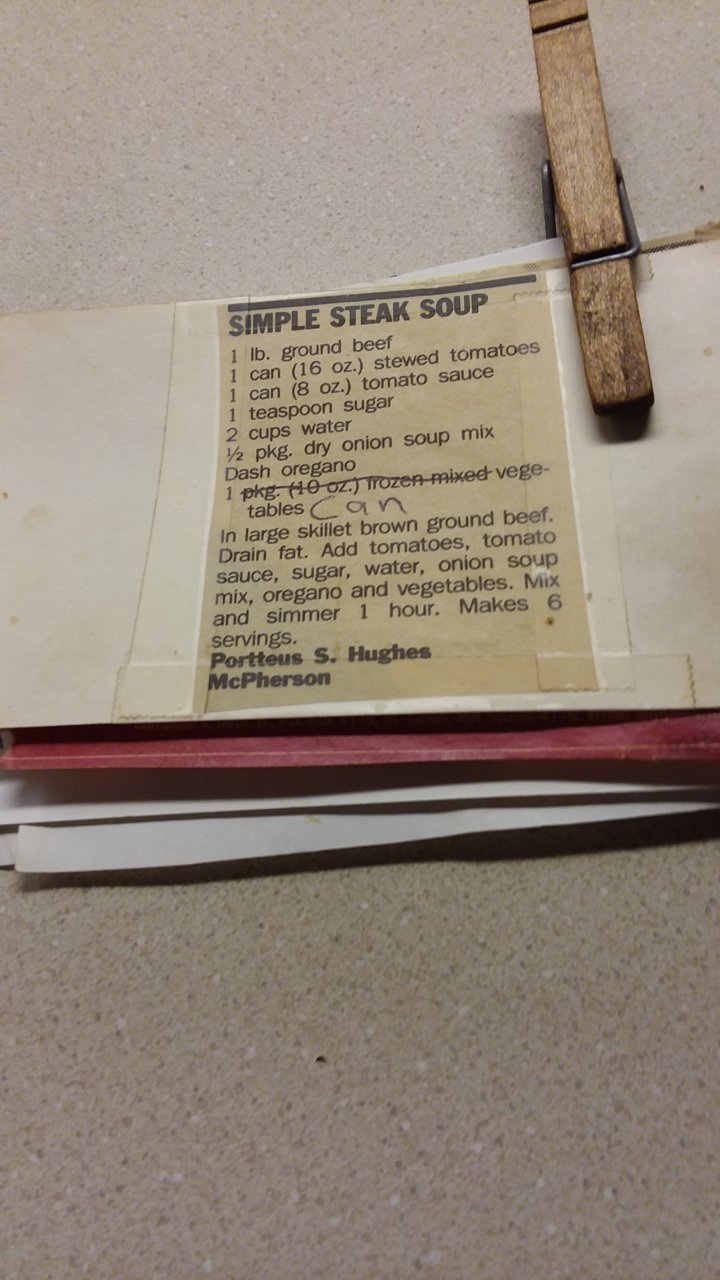 SIMPLE STEAK SOUP
1 lb. ground beef
1 can (16 oz.) stewed tomatoes
1 can (8 oz.) tomato sauce
1 teaspoon sugar
2 cups water
½ pkg. dry onion soup mix
Dash oregano
1 pkg. (10 oz.) frozen mixed vege-
tables can
In large skillet brown ground beef.
Drain fat. Add tomatoes, tomato
sauce, sugar, water, onion soup
mix, oregano and vegetables. Mix
and simmer 1 hour. Makes 6
servings.
Portteus S. Hughes
McPherson